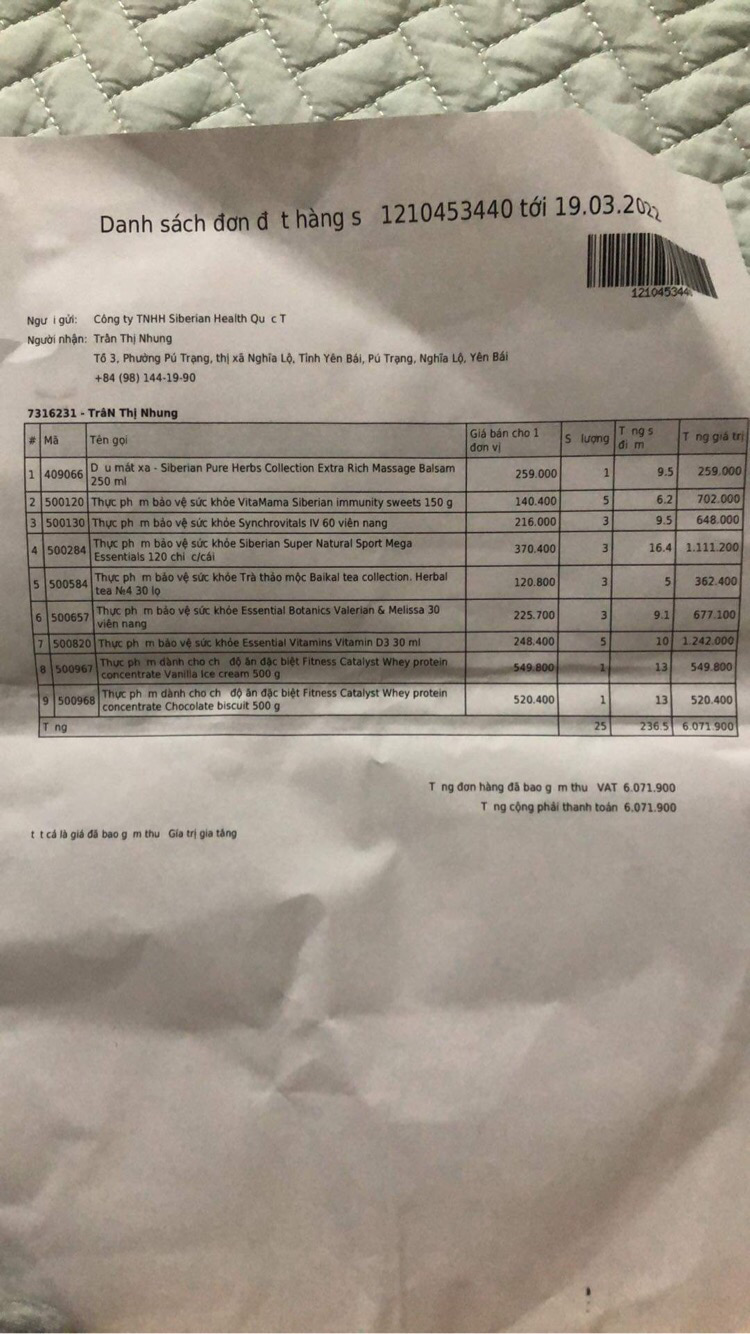 Danh sách đơn đ t hàng s 1210453440 tới 19.03.2022
121045344
Ngư i gửi: Công ty TNHH Siberian Health Qu c T
Người nhận: Trân Thị Nhung
Tổ 3, Phường Pú Trạng, thị xã Nghĩa Lộ, Tỉnh Yên Bái, Pú Trạng, Nghĩa Lộ, Yên Bái
+84 (98) 144-19-90
7316231 - TrâN Thị Nhung
# Mã Tên gọi Giá bán cho 1 đơn vị S lượng T ng s đi m T ng giá trị
1 409066 D u mát xa - Siberian Pure Herbs Collection Extra Rich Massage Balsam 259.000 1 9.5 259.000
250 ml
2 500120 Thực ph m bảo vệ sức khỏe VitaMama Siberian immunity sweets 150 g 140.400 5 6.2 702.000
3 500130 Thực ph m bảo vệ sức khỏe Synchrovitals IV 60 viên nang 216.000 3 9.5 648.000
4 500284 Thực ph m bảo vệ sức khỏe Siberian Super Natural Sport Mega 370.400 3 16.4 1.111.200
Essentials 120 chi c/cái
5 500584 Thực ph m bảo vệ sức khỏe Trà thảo mộc Baikal tea collection. Herbal 120.800 3 5 362.400
tea №4 30 lọ
6 500657 Thực ph m bảo vệ sức khỏe Essential Botanics Valerian & Melissa 30 225.700 3 9.1 677.100
viên nang
7 500820 Thực ph m bảo vệ sức khỏe Essential Vitamins Vitamin D3 30 ml 248.400 5 10 1.242.000
8 500967 Thực ph m dành cho ch độ ăn đặc biệt Fitness Catalyst Whey protein 549.800 1 13 549.800
concentrate Vanilla Ice cream 500 g
9 500968 Thực ph m dành cho ch độ ăn đặc biệt Fitness Catalyst Whey protein 520.400 1 13 520.400
concentrate Chocolate biscuit 500 g
T ng 25 236.5 6.071.900
T ng đơn hàng đã bao g m thu VAT 6.071.900
T ng cộng phải thanh toán 6.071.900
t t cả là giá đã bao g m thu Gía trị gia tăng